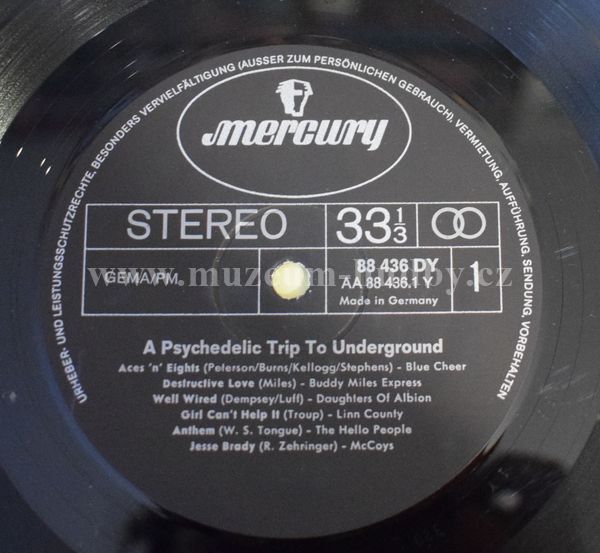 URHEBER- UND LEISTUNGSSCHUTZRECHTE, BESONDERS VERVIELFÄLTIGUNG (AUSSER ZUM PERSÖNLICHEN GEBRAUCH), VERMIETUNG, AUFFÜHRUNG, SENDUNG, VORBEHALTEN
mercury
STEREO 33 1/3
GEMA/PM.
88 436 DY
AA 88 436.1 Y
Made in Germany
1
www.muzeum-hudby.cz
A Psychedelic Trip To Underground
Aces 'n' Eights (Peterson/Burns/Kellogg/Stephens) - Blue Cheer
Destructive Love (Miles) - Buddy Miles Express
Well Wired (Dempsey/Luff) - Daughters Of Albion
Girl Can't Help It (Troup) - Linn County
Anthem (W. S. Tongue) - The Hello People
Jesse Brady (R. Zehringer) - McCoys